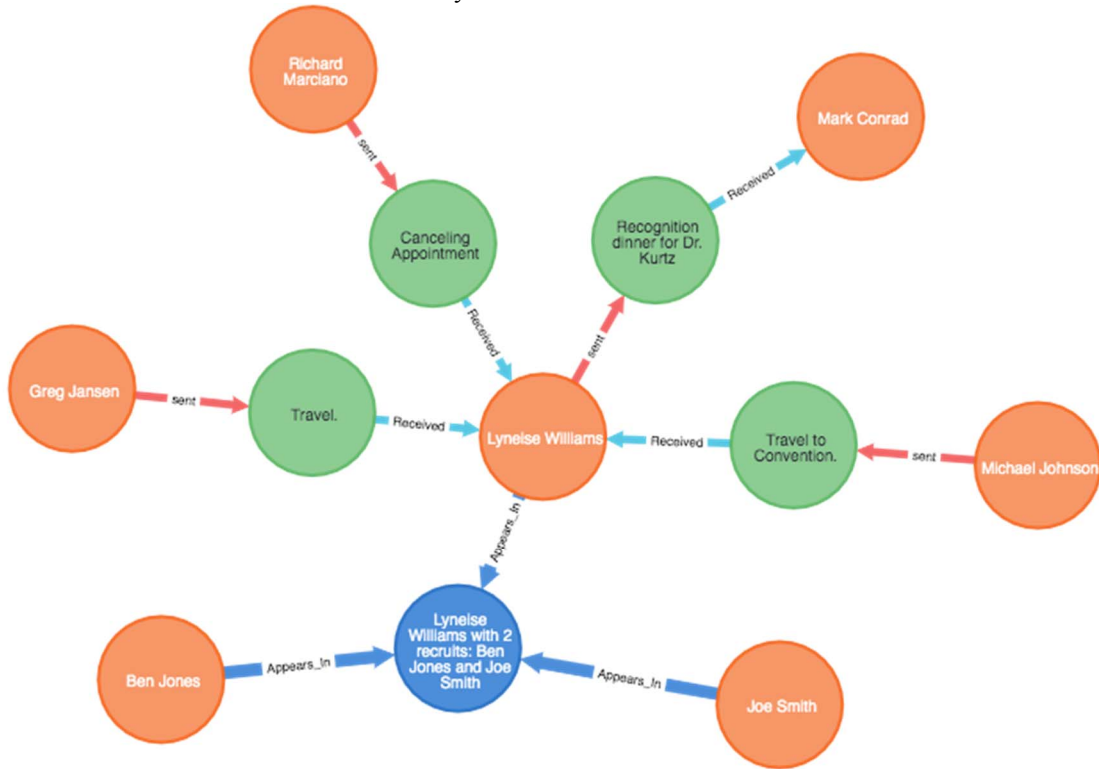 Richard
Marciano
Mark Conrad
sent
Received
Canceling
Appointment
Recognition
dinner for Dr.
Kurtz
Received
sent
Greg Jansen
sent
Travel.
Received
Lyneise Williams
Received
Travel to
Convention.
sent
Michael Johnson
Appears_In
Lyneise
Williams with 2
recruits: Ben
Jones and Joe
Smith
Ben Jones
Appears_In
Appears_In
Joe Smith